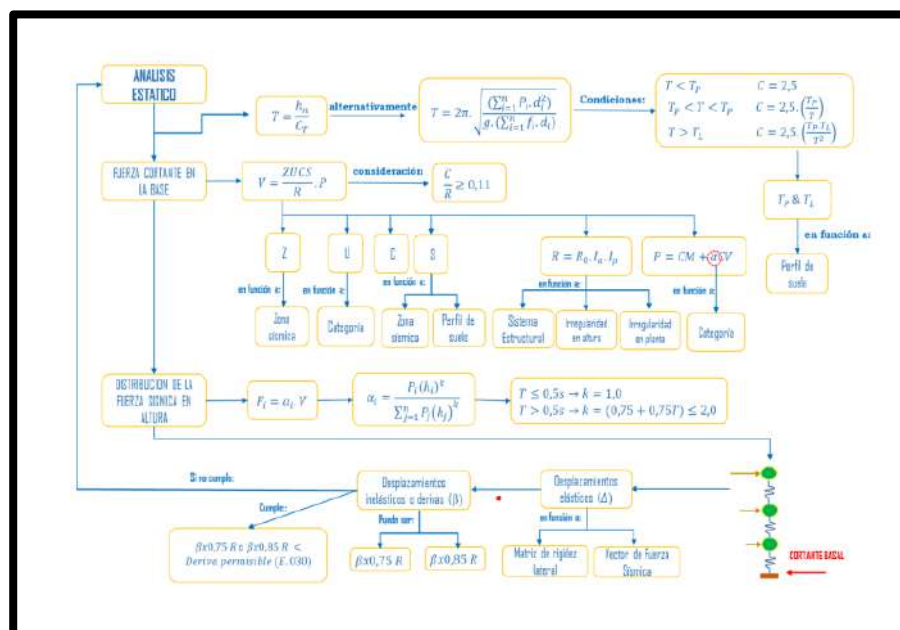 ANALISIS
ESTATICO
T = h_n / C_T
alternativamente
T = 2π. √( (∑_{i=1}^{n} P_i. d_i^2) / (g. (∑_{i=1}^{n} f_i. d_i)) )
Condiciones:
T < T_P C = 2,5
T_P < T < T_P C = 2,5. (T_P / T)
T > T_L C = 2,5. (T_P.T_L / T^2)
T_P & T_L
en función a:
Perfil de
suelo
FUERZA CORTANTE EN
LA BASE
V = ZUCS / R . P
consideración
C / R ≥ 0,11
Z
U
C
S
R = R_0. I_a. I_p
P = CM + αCV
en función a:
en función a:
en función a:
en función a:
en función a:
Zona
sísmica
Categoría
Zona
sísmica
Perfil de
suelo
Sistema
Estructural
Irregularidad
en altura
Irregularidad
en planta
Categoría
DISTRIBUCION DE LA
FUERZA SISMICA EN
ALTURA
F_i = α_i. V
α_i = P_i(h_i)^k / ∑_{j=1}^{n} P_j(h_j)^k
T ≤ 0,5s → k = 1,0
T > 0,5s → k = (0,75 + 0,75T) ≤ 2,0
Si no cumple:
Desplazamientos
inelásticos o derivas (β)
Desplazamientos
elásticos (Δ)
Cumple:
Puede ser:
en función a:
βx0,75 R o βx0,85 R <
Deriva permisible (E.030)
βx0,75 R
βx0,85 R
Matriz de rigidez
lateral
Vector de Fuerza
Sísmica
CORTANTE BASAL